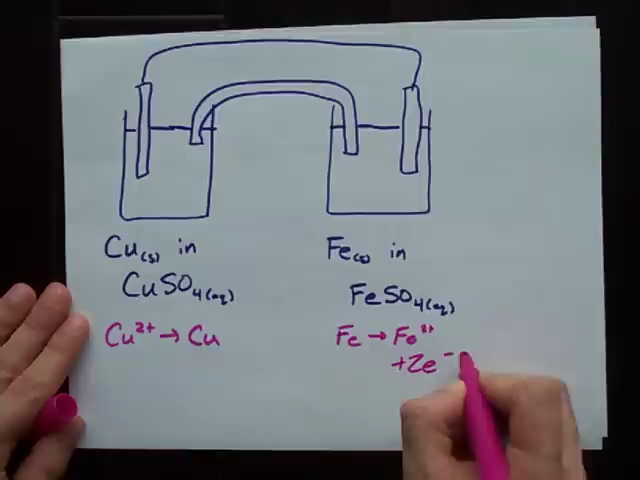 Cu(s) in
CuSO4(aq)
Cu²⁺ → Cu
Fe(s) in
FeSO4(aq)
Fe → Fe²⁺
+2e⁻